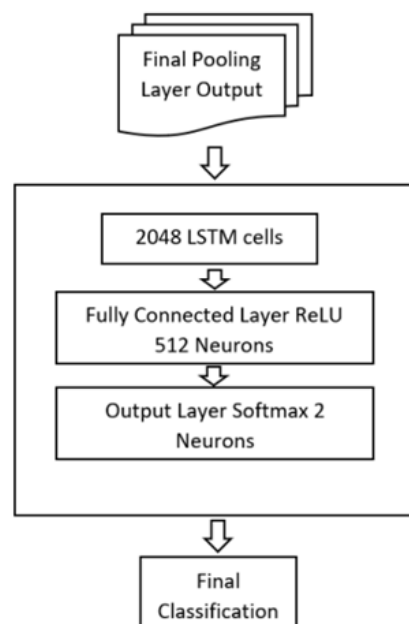 Final Pooling
Layer Output
2048 LSTM cells
Fully Connected Layer ReLU
512 Neurons
Output Layer Softmax 2
Neurons
Final
Classification